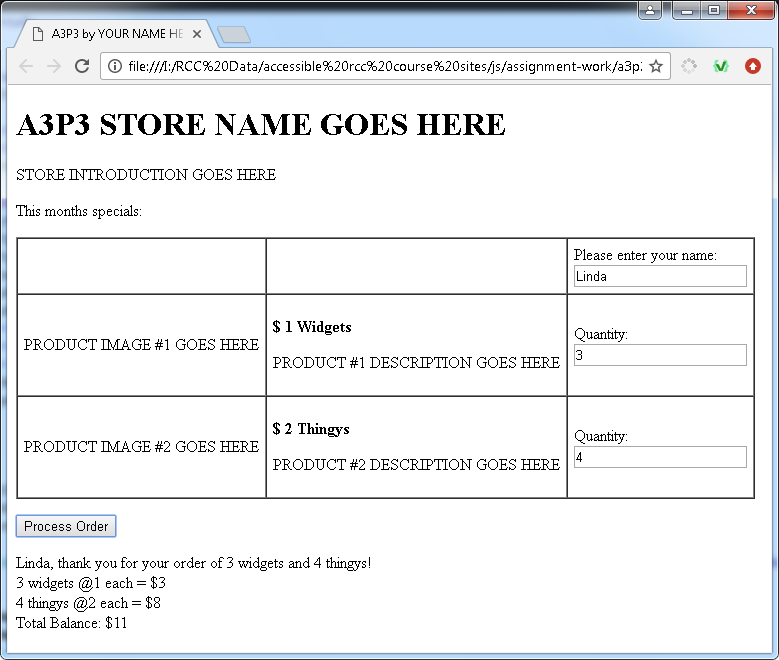 A3P3 by YOUR NAME HE
file:///I:/RCC%20Data/accessible%20rcc%20course%20sites/js/assignment-work/a3p
A3P3 STORE NAME GOES HERE
STORE INTRODUCTION GOES HERE
This months specials:
Please enter your name:
Linda
PRODUCT IMAGE #1 GOES HERE
$ 1 Widgets
PRODUCT #1 DESCRIPTION GOES HERE
Quantity:
3
PRODUCT IMAGE #2 GOES HERE
$ 2 Thingys
PRODUCT #2 DESCRIPTION GOES HERE
Quantity:
4
Process Order
Linda, thank you for your order of 3 widgets and 4 thingys!
3 widgets @1 each = $3
4 thingys @2 each = $8
Total Balance: $11